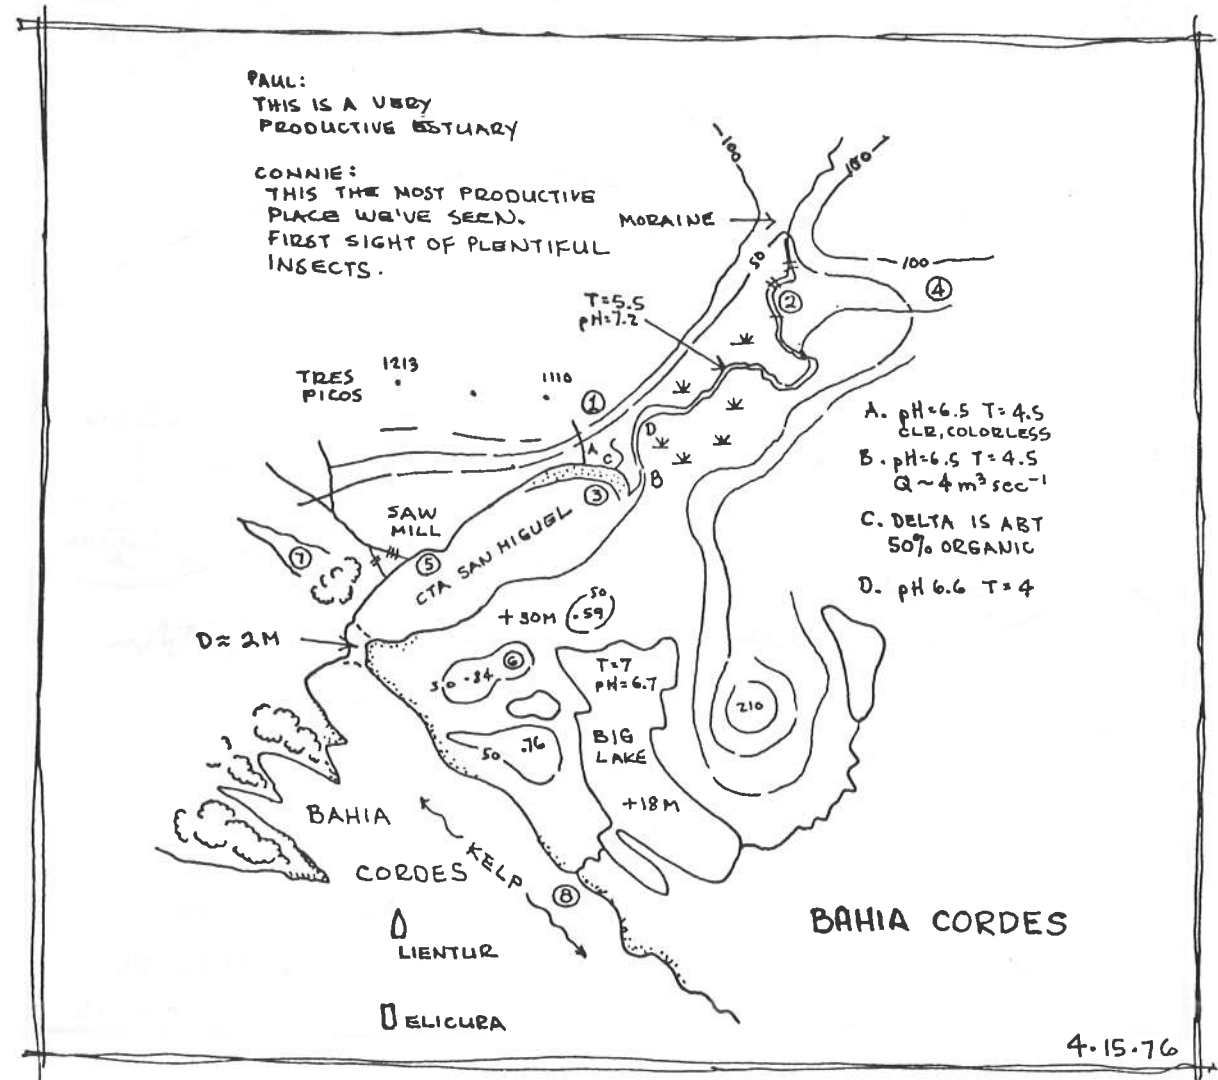 PAUL:
THIS IS A VERY
PRODUCTIVE ESTUARY
CONNIE:
THIS THE MOST PRODUCTIVE
PLACE WE'VE SEEN.
FIRST SIGHT OF PLENTIFUL
INSECTS.
-100
100-
MORAINE
50
-100-
4
2
T=5.5
pH=7.2
1213
TRES
PICOS
1110
1
A. pH=6.5 T=4.5
CLR, COLORLESS
B. pH=6.5 T=4.5
Q~4 m³ sec⁻¹
C. DELTA IS ABT
50% ORGANIC
D. pH 6.6 T=4
A
C
D
B
3
SAW
MILL
5
CTA SAN MIGUEL
7
+30M
50
.59
D≈2M
6
50 .84
T=7
pH=6.7
210
50
.76
BIG
LAKE
+18M
BAHIA
CORDES
KELP
8
LIENTUR
ELICURA
BAHIA CORDES
4.15.76